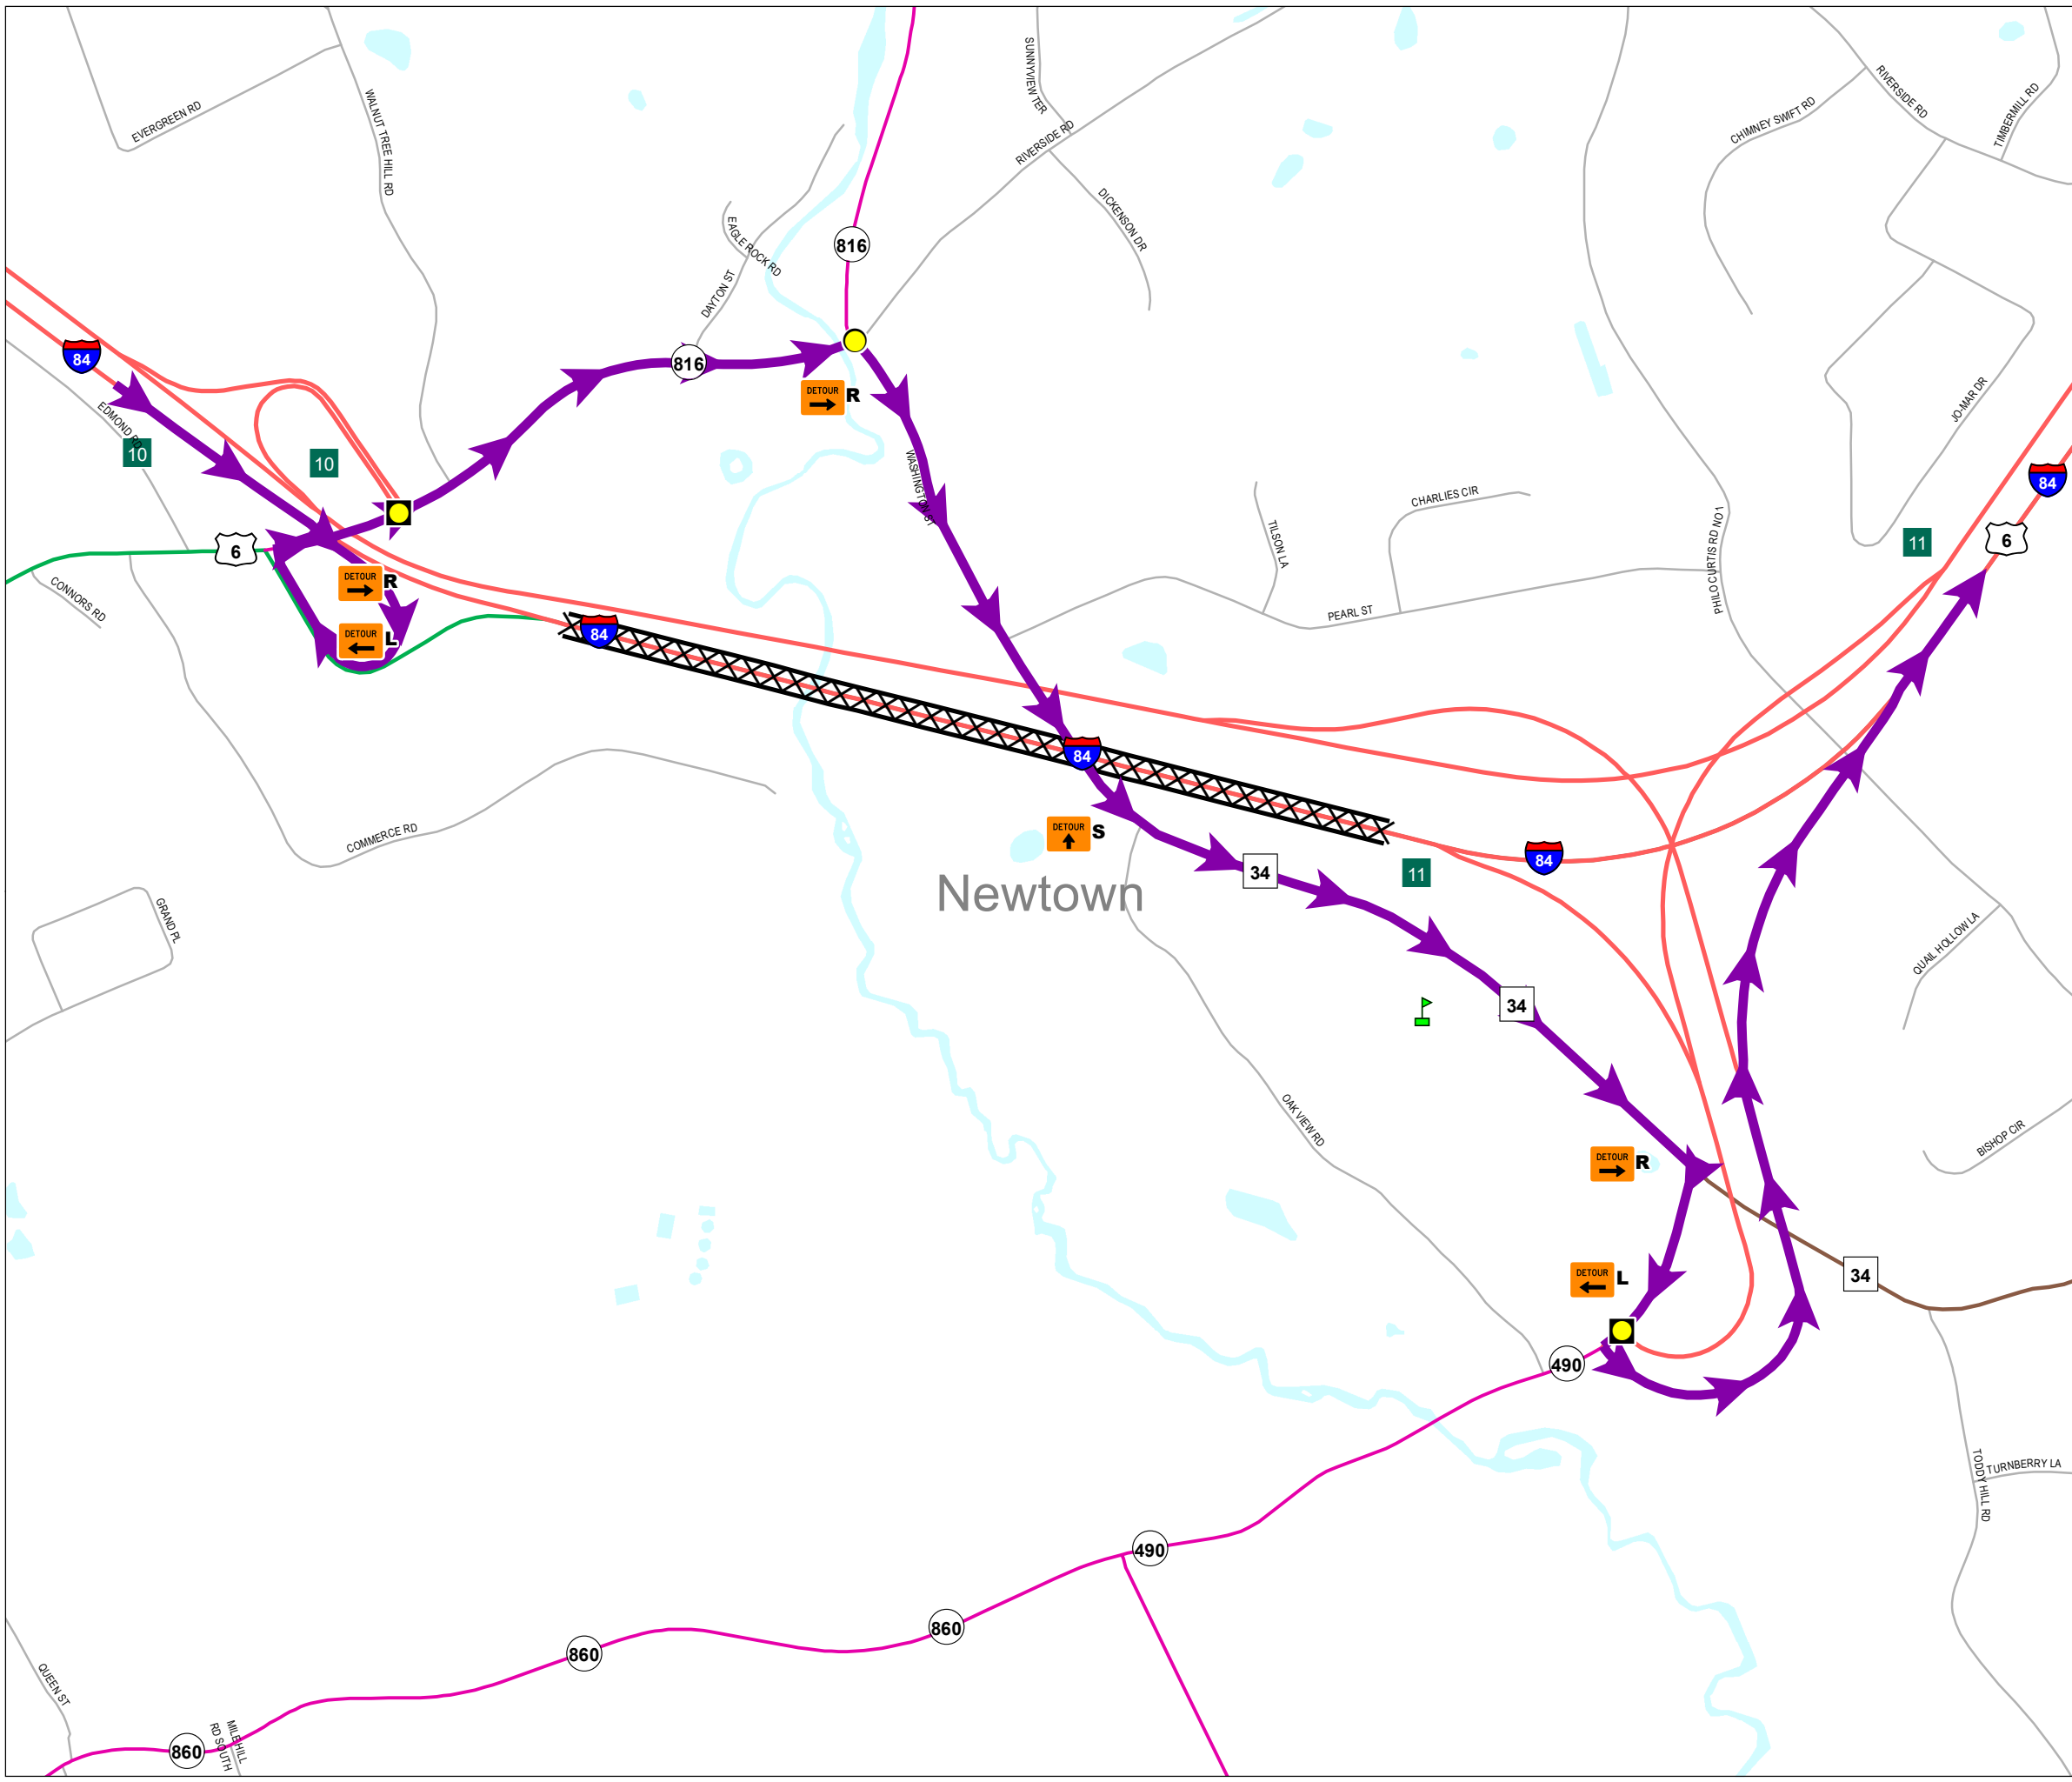 EVERGREEN RD
WALNUT TREE HILL RD
SUNNYVIEW TER
RIVERSIDE RD
DICKENSON DR
CHIMNEY SWIFT RD
RIVERSIDE RD
TIMBERMILL RD
EAGLE ROCK RD
DAYTON ST
816
84
EDMOND RD
10
10
816
DETOUR
R
WASHINGTON ST
JO-MAR DR
84
6
11
CHARLIES CIR
TILSON LA
PEARL ST
PHILO CURTIS RD NO 1
6
CONNORS RD
DETOUR
R
DETOUR
L
84
84
COMMERCE RD
DETOUR
S
34
84
11
Newtown
GRAND PL
QUAIL HOLLOW LA
34
OAK VIEW RD
BISHOP CIR
DETOUR
R
DETOUR
L
34
490
TODDY HILL RD
TURNBERRY LA
490
860
860
QUEEN ST
MILE HILL
RD SOUTH
860